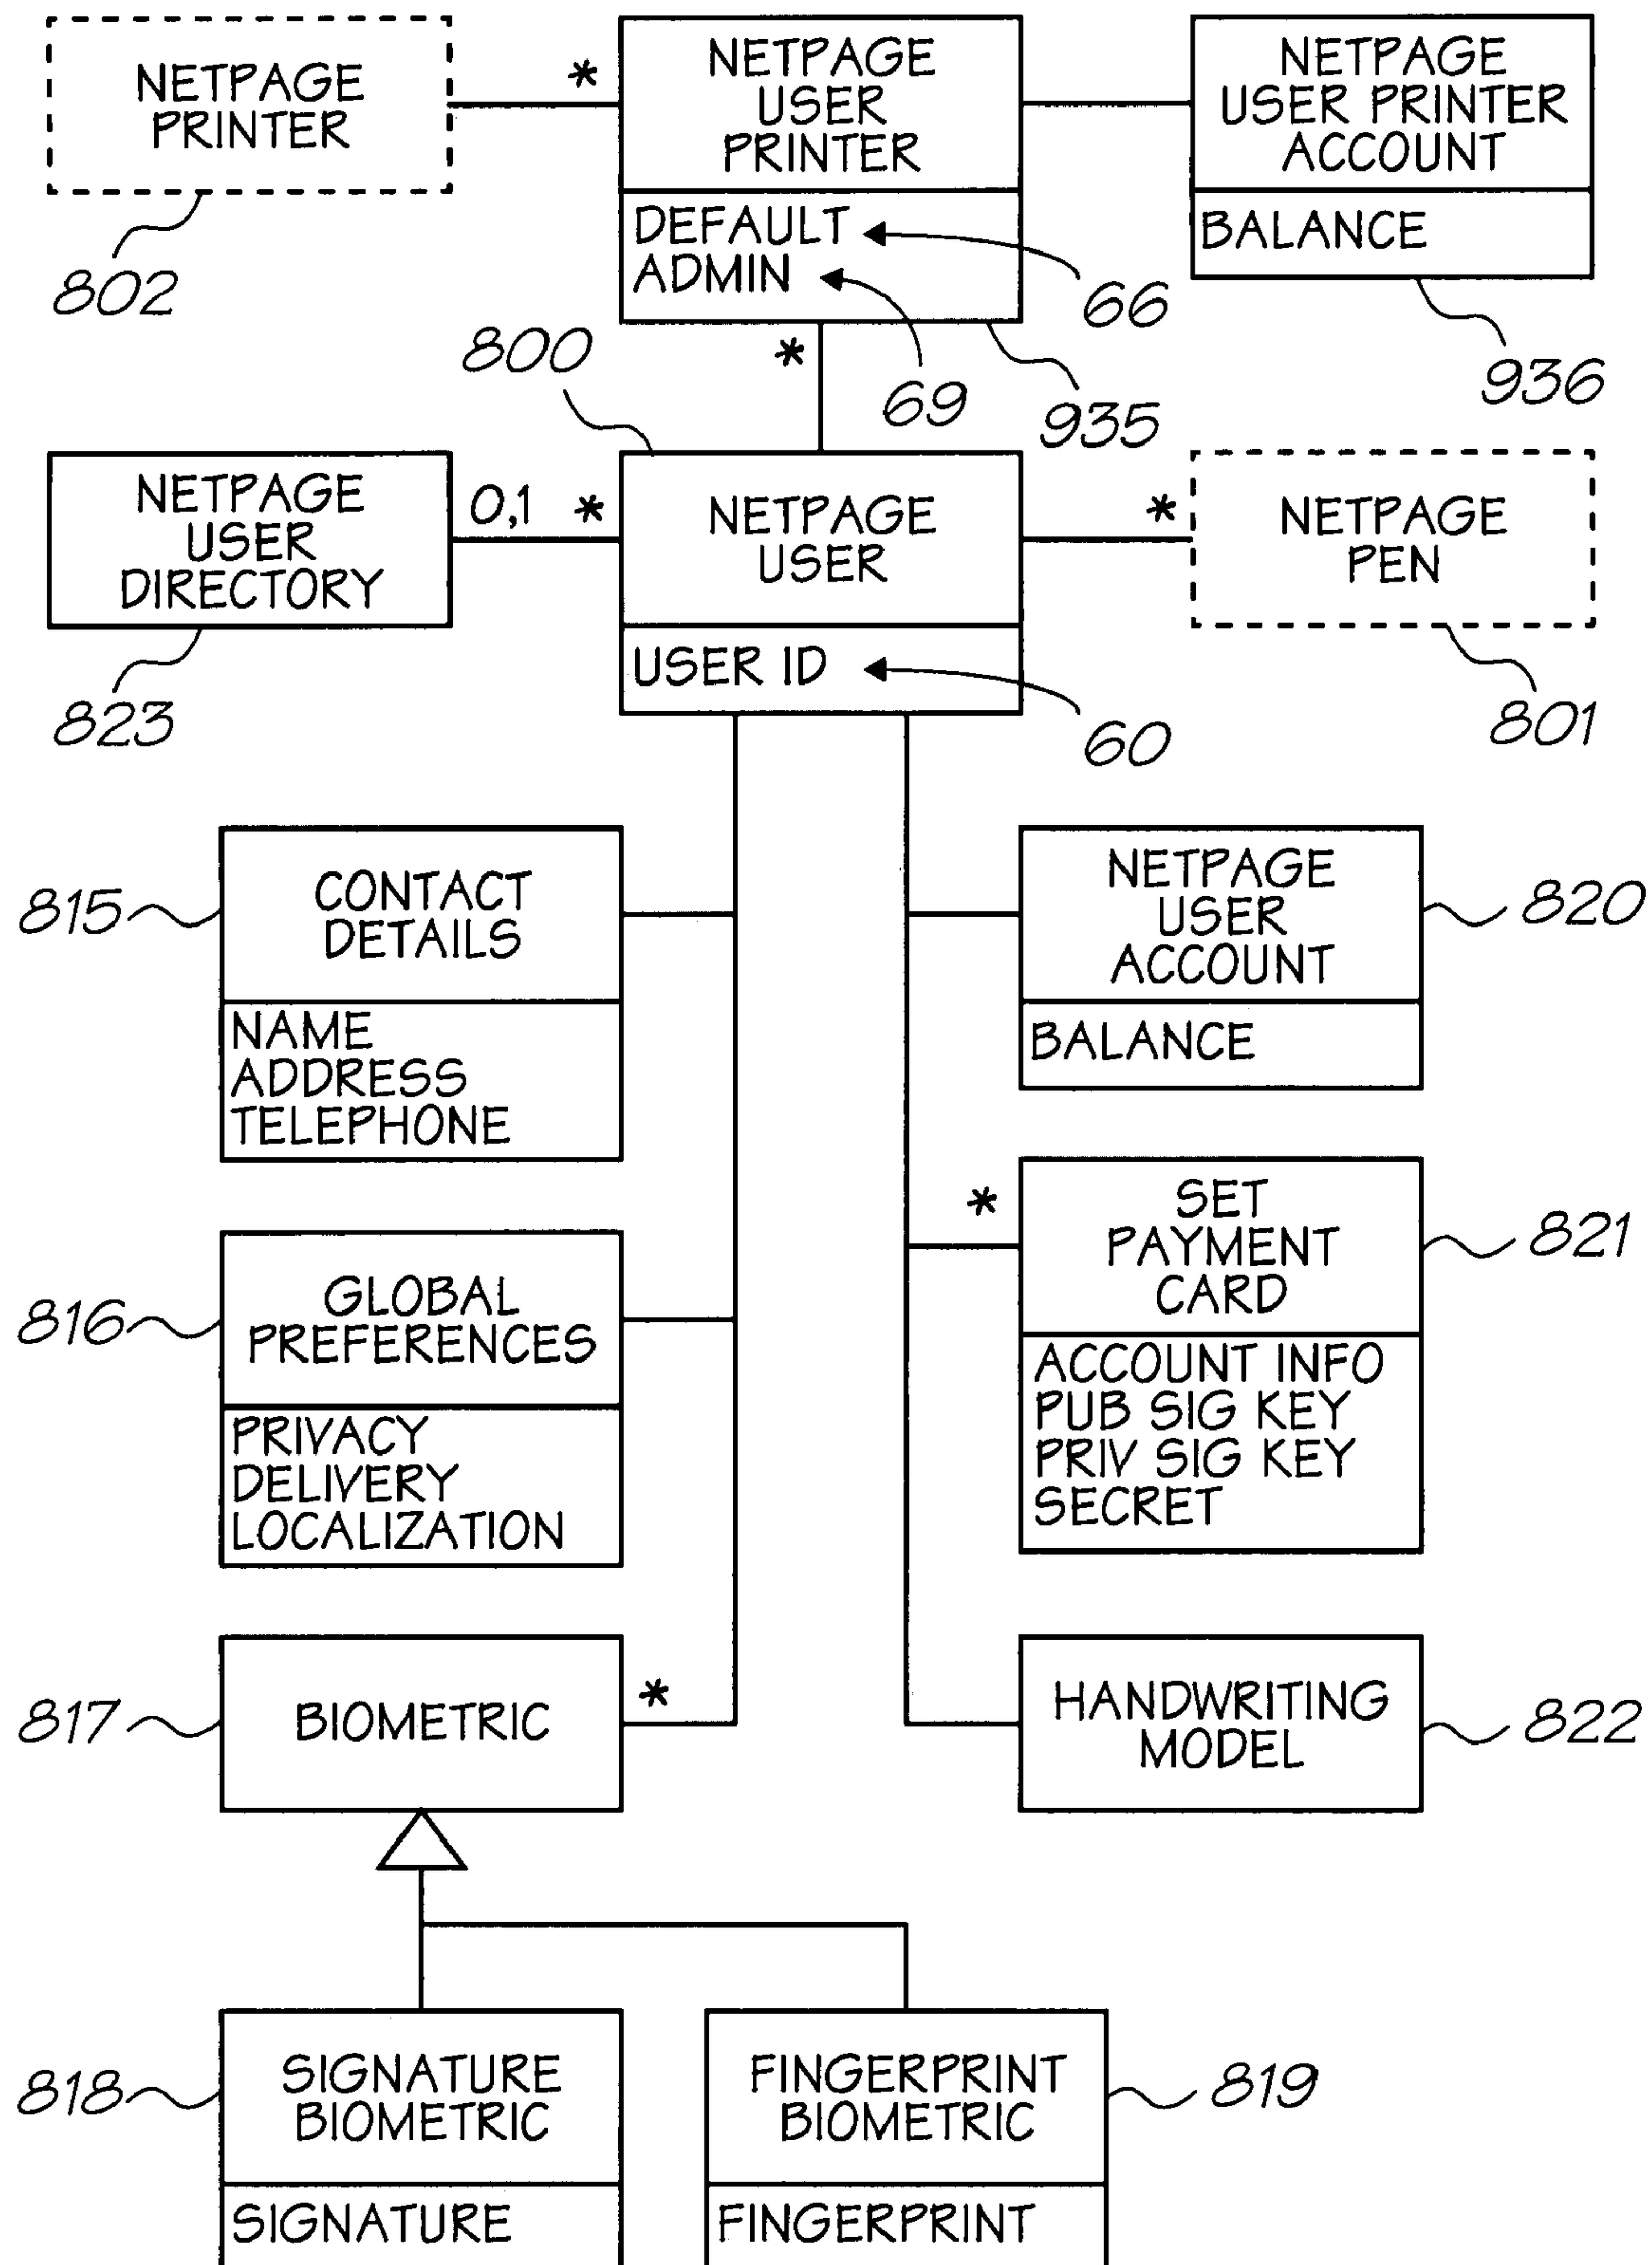 NETPAGE
PRINTER
802
*
NETPAGE
USER
PRINTER
DEFAULT
ADMIN
66
69
935
NETPAGE
USER PRINTER
ACCOUNT
BALANCE
936
*
800
NETPAGE
USER
DIRECTORY
823
0,1 *
NETPAGE
USER
USER ID
60
*
NETPAGE
PEN
801
815
CONTACT
DETAILS
NAME
ADDRESS
TELEPHONE
NETPAGE
USER
ACCOUNT
BALANCE
820
816
GLOBAL
PREFERENCES
PRIVACY
DELIVERY
LOCALIZATION
*
SET
PAYMENT
CARD
ACCOUNT INFO
PUB SIG KEY
PRIV SIG KEY
SECRET
821
817
BIOMETRIC
*
HANDWRITING
MODEL
822
818
SIGNATURE
BIOMETRIC
SIGNATURE
FINGERPRINT
BIOMETRIC
FINGERPRINT
819